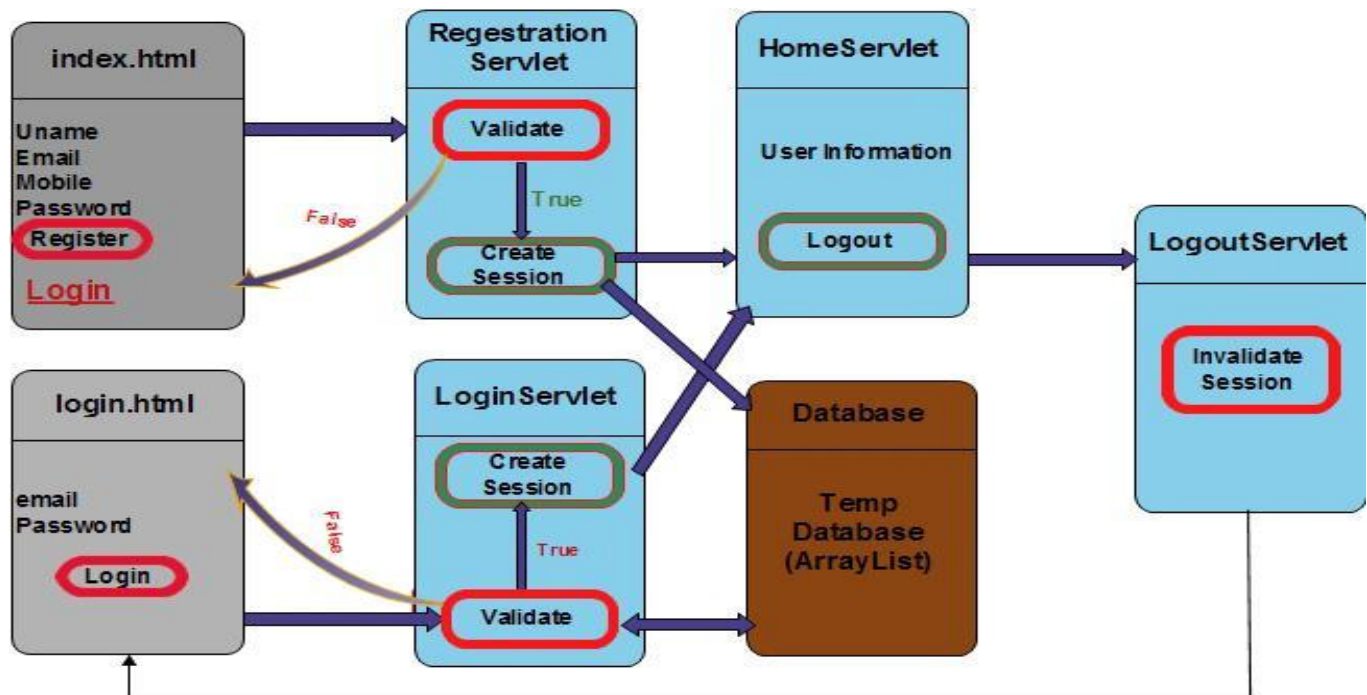 index.html
Uname
Email
Mobile
Password
Register
Login
Regestration
Servlet
Validate
True
False
Create
Session
HomeServlet
User Information
Logout
LogoutServlet
Invalidate
Session
login.html
email
Password
Login
LoginServlet
Create
Session
True
False
Validate
Database
Temp
Database
(ArrayList)